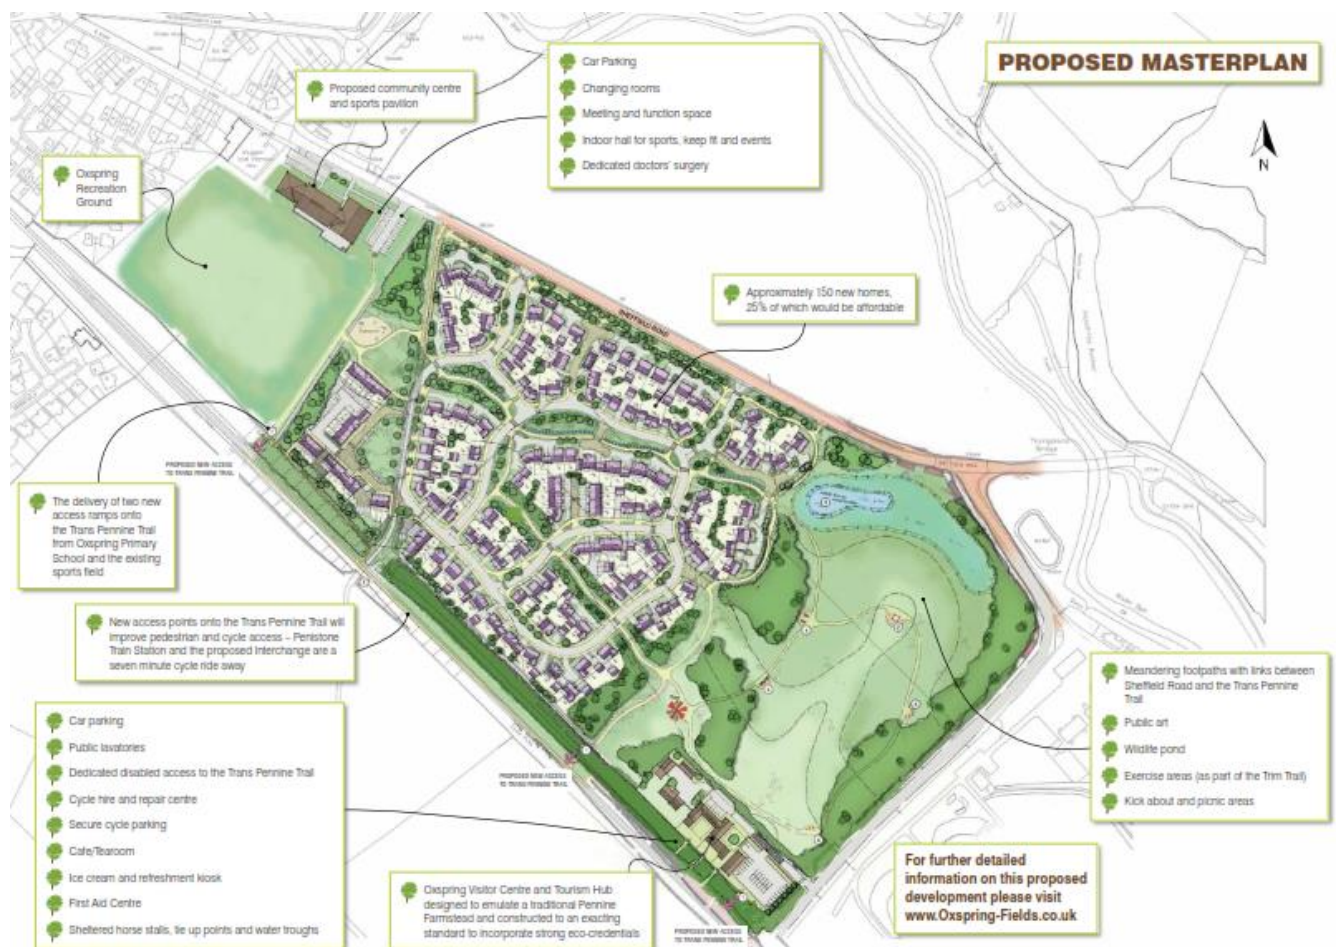 PROPOSED MASTERPLAN
N
Proposed community centre
and sports pavilion
Car Parking
Changing rooms
Meeting and function space
Indoor hall for sports, keep fit and events
Dedicated doctors' surgery
Oxspring
Recreation
Ground
Approximately 150 new homes,
25% of which would be affordable
SHEFFIELD ROAD
PROPOSED NEW ACCESS
TO TRANS PENNINE TRAIL
The delivery of two new
access ramps onto
the Trans Pennine Trail
from Oxspring Primary
School and the existing
sports field
New access points onto the Trans Pennine Trail will
improve pedestrian and cycle access – Penistone
Train Station and the proposed Interchange are a
seven minute cycle ride away
Car parking
Public lavatories
Dedicated disabled access to the Trans Pennine Trail
Cycle hire and repair centre
Secure cycle parking
Cafe/Tearoom
Ice cream and refreshment kiosk
First Aid Centre
Sheltered horse stalls, tie up points and water troughs
PROPOSED NEW ACCESS
TO TRANS PENNINE TRAIL
Meandering footpaths with links between
Sheffield Road and the Trans Pennine
Trail
Public art
Wildlife pond
Exercise areas (as part of the Trim Trail)
Kick about and picnic areas
Oxspring Visitor Centre and Tourism Hub
designed to emulate a traditional Pennine
Farmstead and constructed to an exacting
standard to incorporate strong eco-credentials
For further detailed
information on this proposed
development please visit
www.Oxspring-Fields.co.uk
PROPOSED NEW ACCESS
TO TRANS PENNINE TRAIL